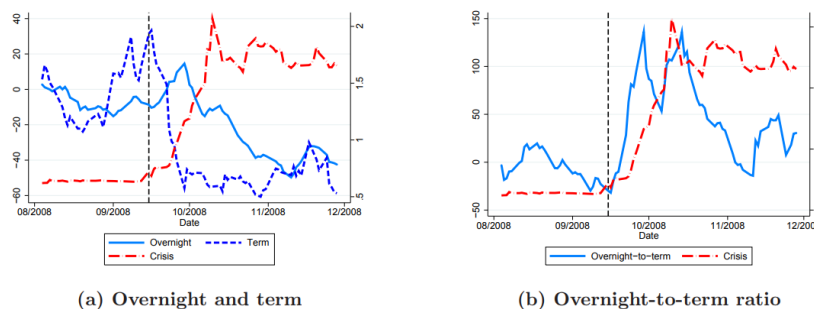 40
20
0
−20
−40
−60
2
1.5
1
.5
08/2008 09/2008 10/2008 11/2008 12/2008
Date
Overnight Term
Crisis
(a) Overnight and term
150
100
50
0
−50
08/2008 09/2008 10/2008 11/2008 12/200
Date
Overnight−to−term Crisis
(b) Overnight-to-term ratio